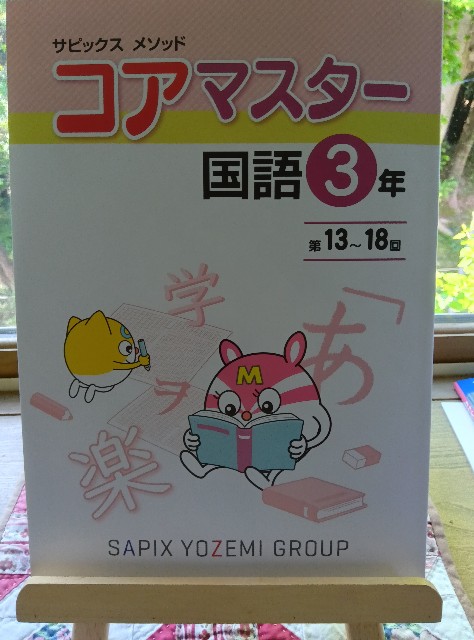 サピックス メソッド
コアマスター
国語 3 年
第13〜18回
学
「あ
ヲ
M
楽
SAPIX YOZEMI GROUP